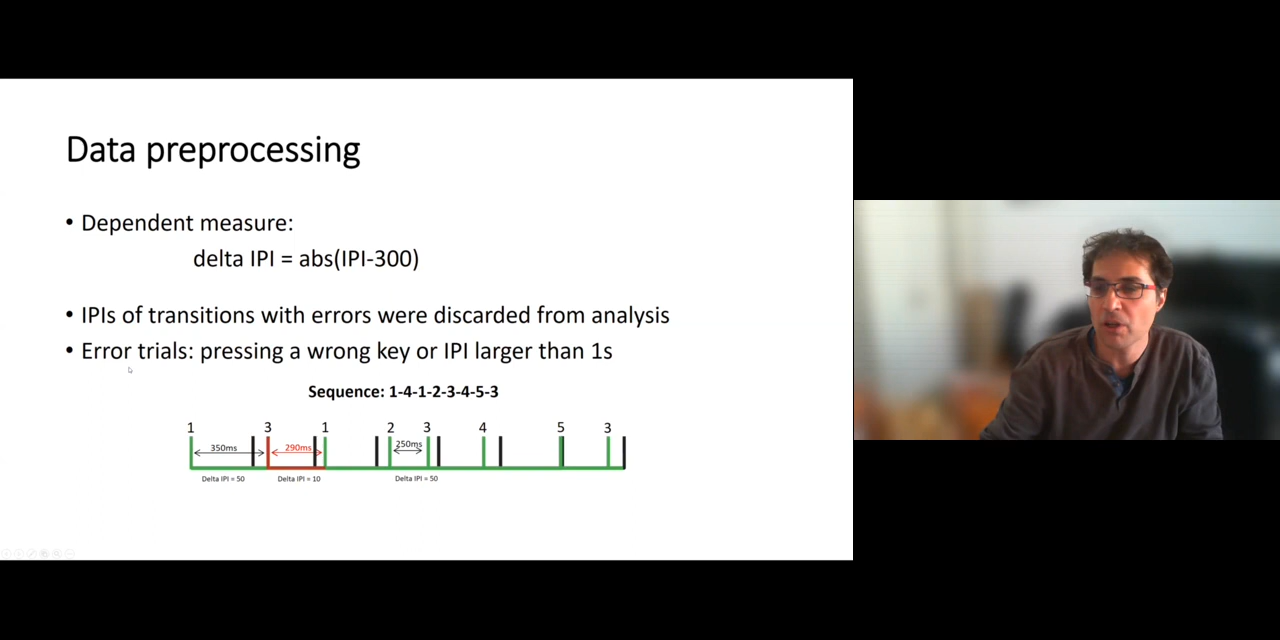 Data preprocessing
• Dependent measure:
delta IPI = abs(IPI-300)
• IPIs of transitions with errors were discarded from analysis
• Error trials: pressing a wrong key or IPI larger than 1s
Sequence: 1-4-1-2-3-4-5-3
1 3 1 2 3 4 5 3
350ms 290ms 250ms
Delta IPI = 50 Delta IPI = 10 Delta IPI = 50